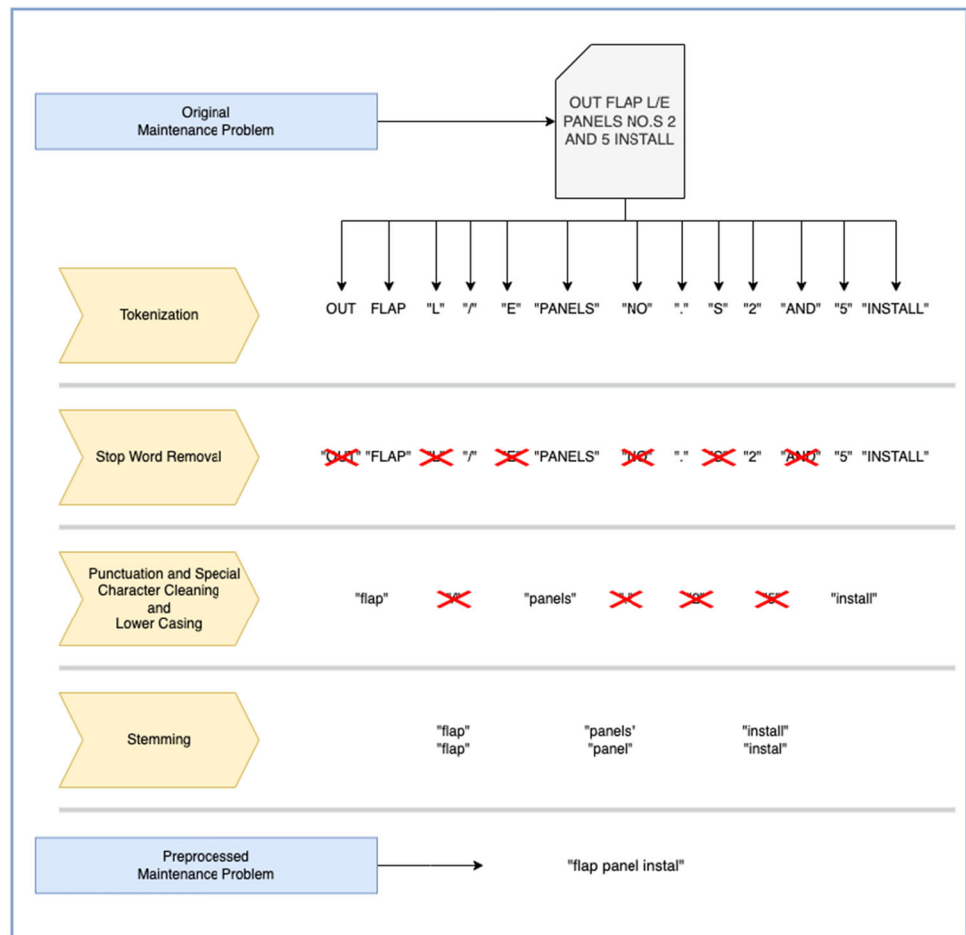 Original
Maintenance Problem
OUT FLAP L/E
PANELS NO.S 2
AND 5 INSTALL
Tokenization
OUT FLAP "L" "/" "E" "PANELS" "NO" "." "S" "2" "AND" "5" "INSTALL"
Stop Word Removal
"OUT" "FLAP" "L" "/" "E" "PANELS" "NO" "." "S" "2" "AND" "5" "INSTALL"
Punctuation and Special
Character Cleaning
and
Lower Casing
"flap" "/" "panels" "." "2" "5" "install"
Stemming
"flap" "panels' "install"
"flap" "panel" "instal"
Preprocessed
Maintenance Problem
"flap panel instal"